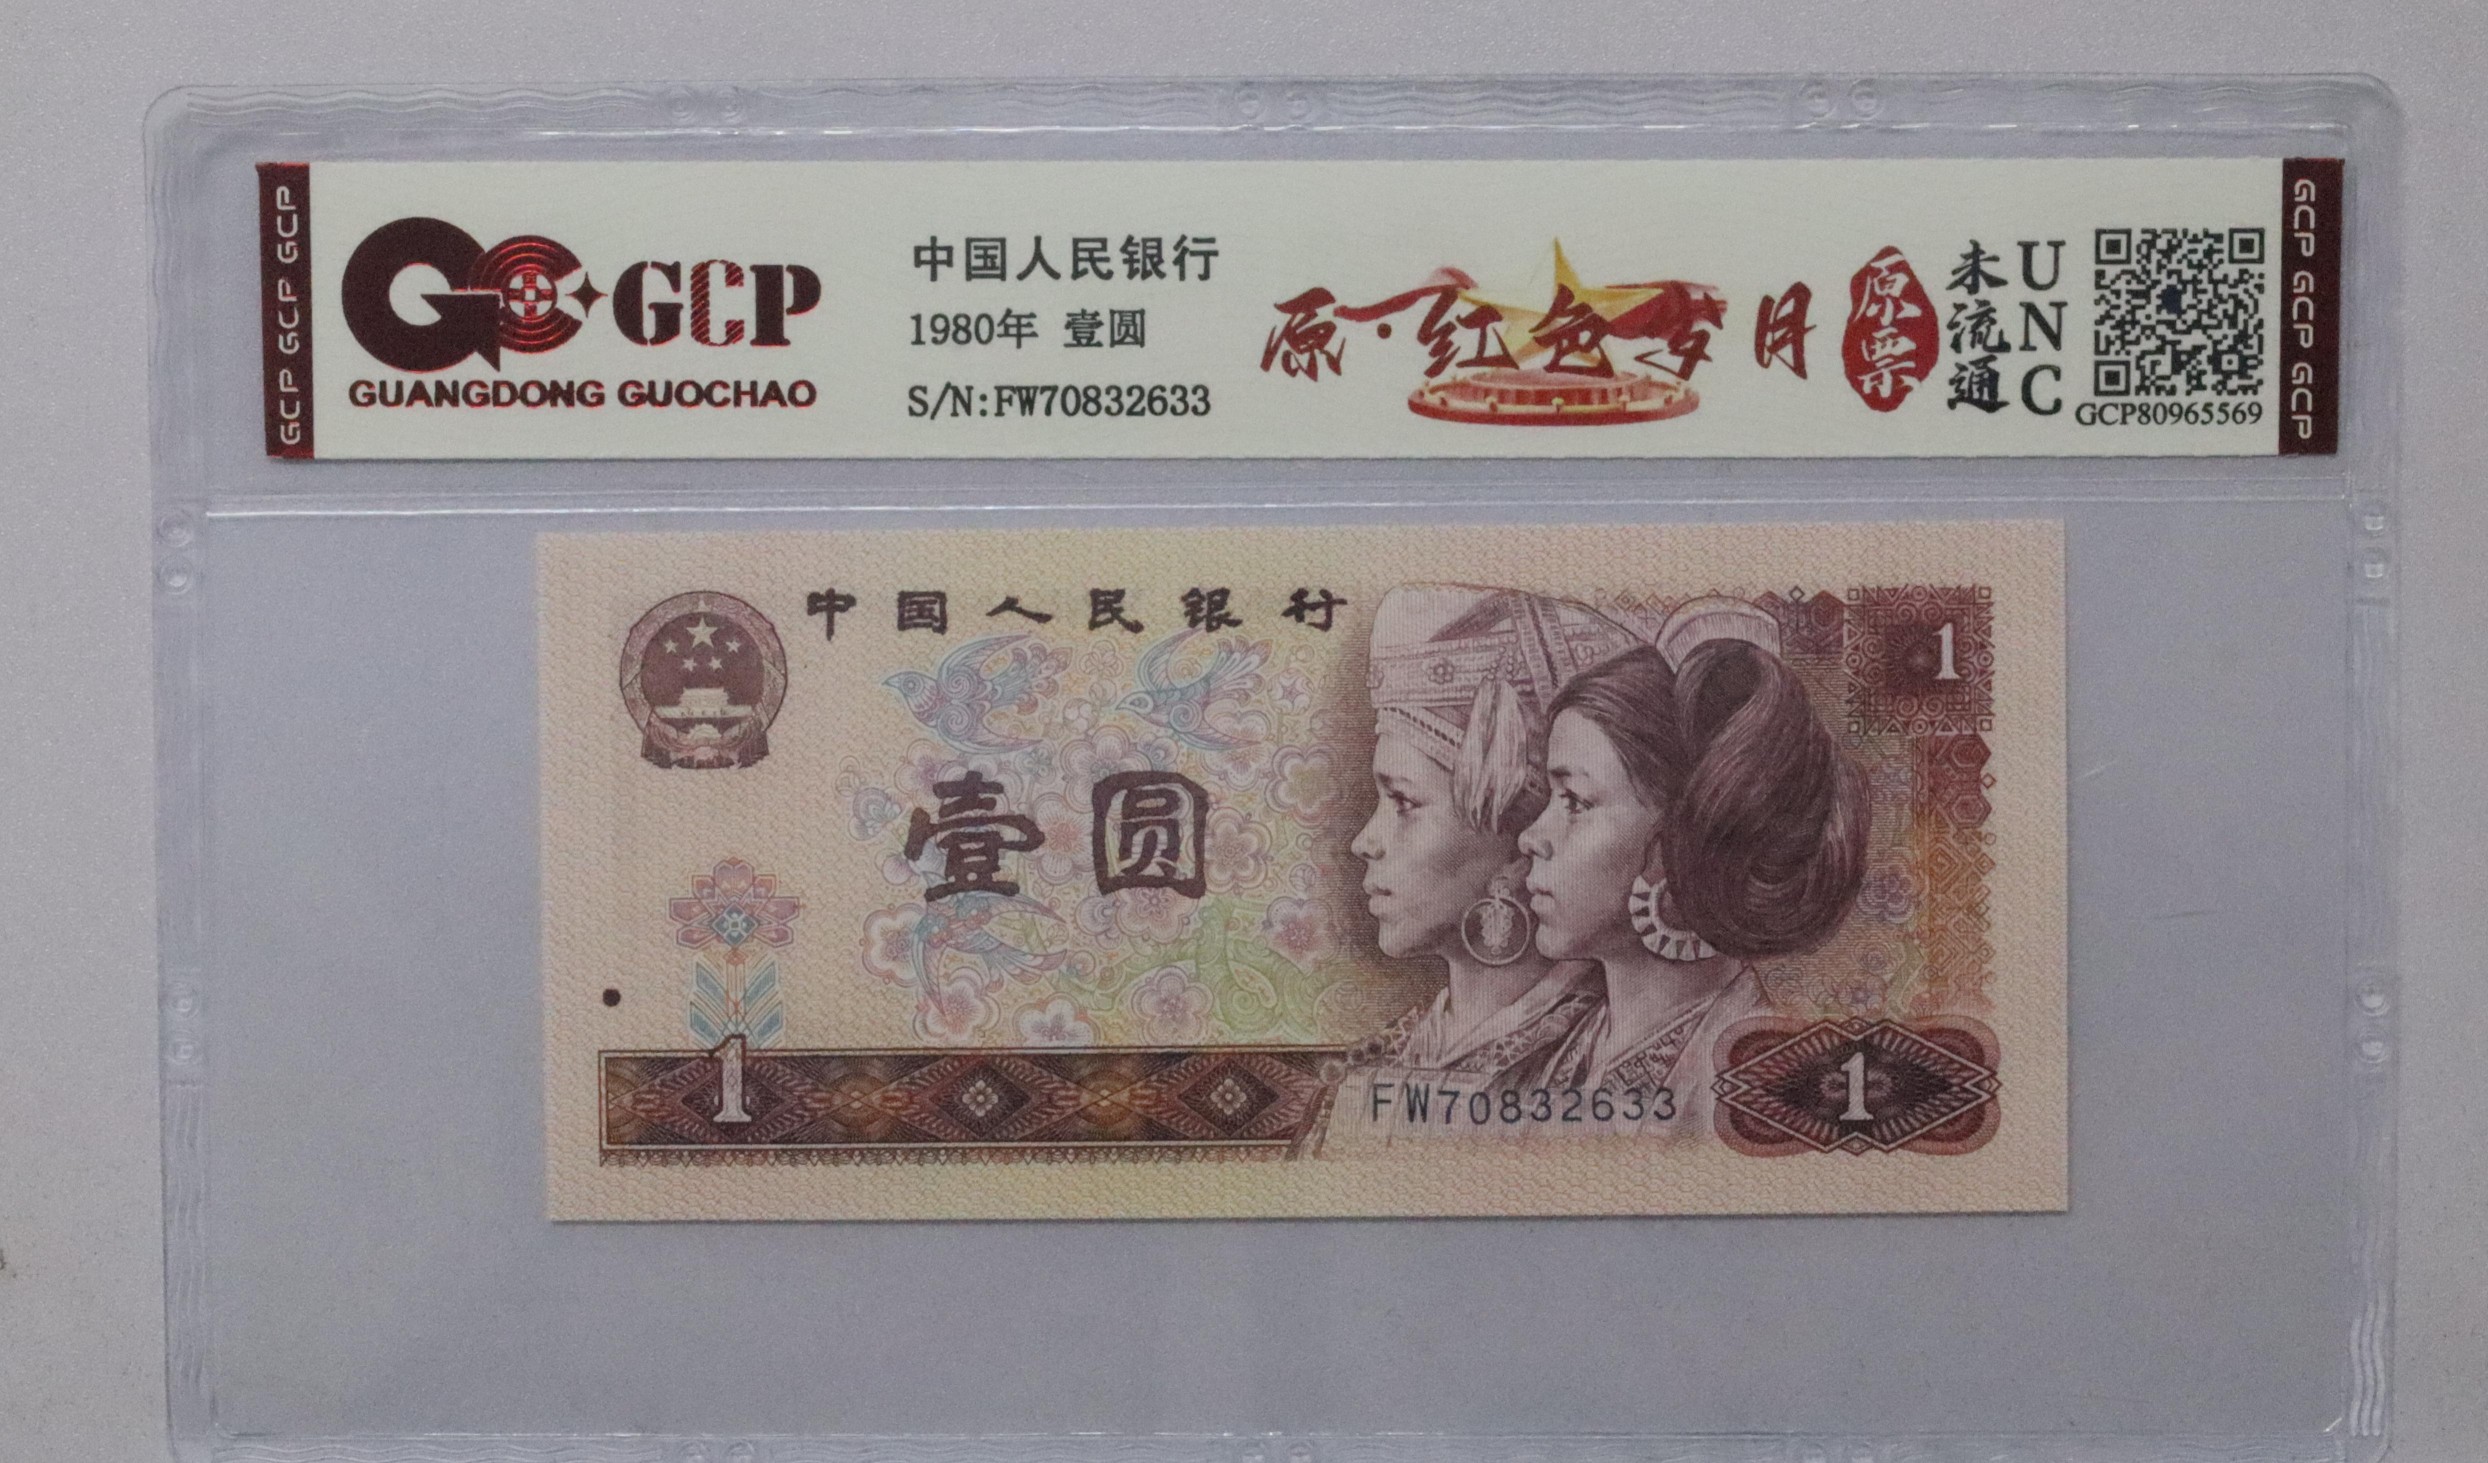 GCP GCP GCP
GCP
GUANGDONG GUOCHAO
中国人民银行
1980年 壹圆
S/N:FW70832633
原·红色岁月
原票
未流通
UNC
GCP80965569
GCP GCP GCP
中国人民银行
1
壹圆
1
FW70832633
1